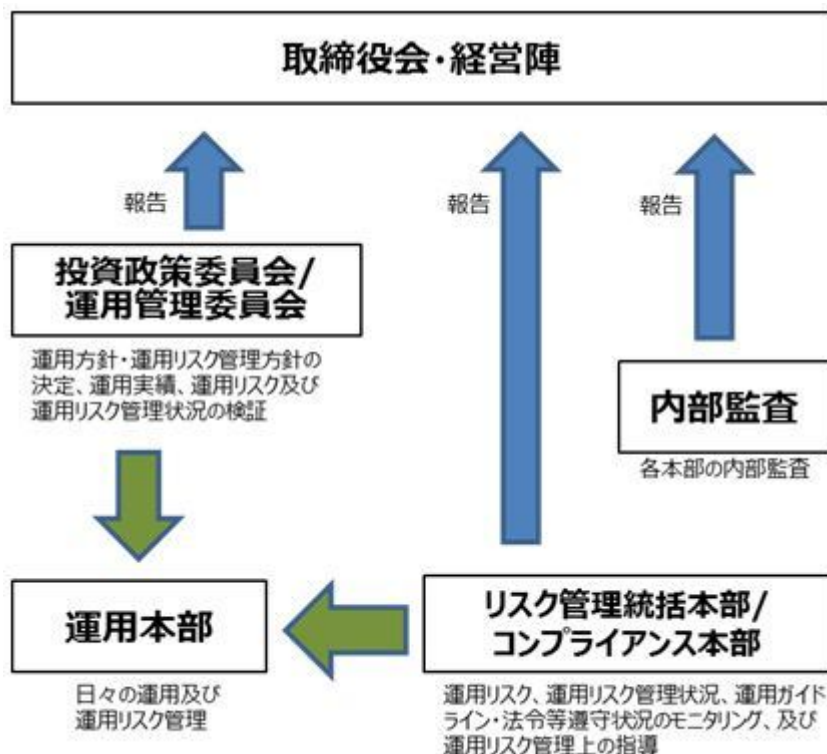 取締役会・経営陣
報告
報告
報告
投資政策委員会/
運用管理委員会
運用方針・運用リスク管理方針の
決定、運用実績、運用リスク及び
運用リスク管理状況の検証
内部監査
各本部の内部監査
運用本部
日々の運用及び
運用リスク管理
リスク管理統括本部/
コンプライアンス本部
運用リスク、運用リスク管理状況、運用ガイド
ライン・法令等遵守状況のモニタリング、及び
運用リスク管理上の指導